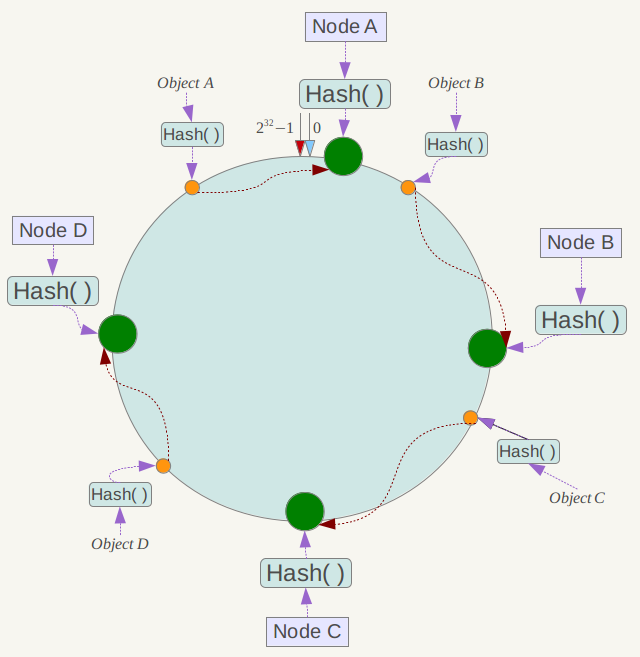 Node A
Object A
Object B
Hash( )
2³²−1
0
Hash( )
Hash( )
Node D
Node B
Hash( )
Hash( )
Hash( )
Hash( )
Object C
Object D
Hash( )
Node C